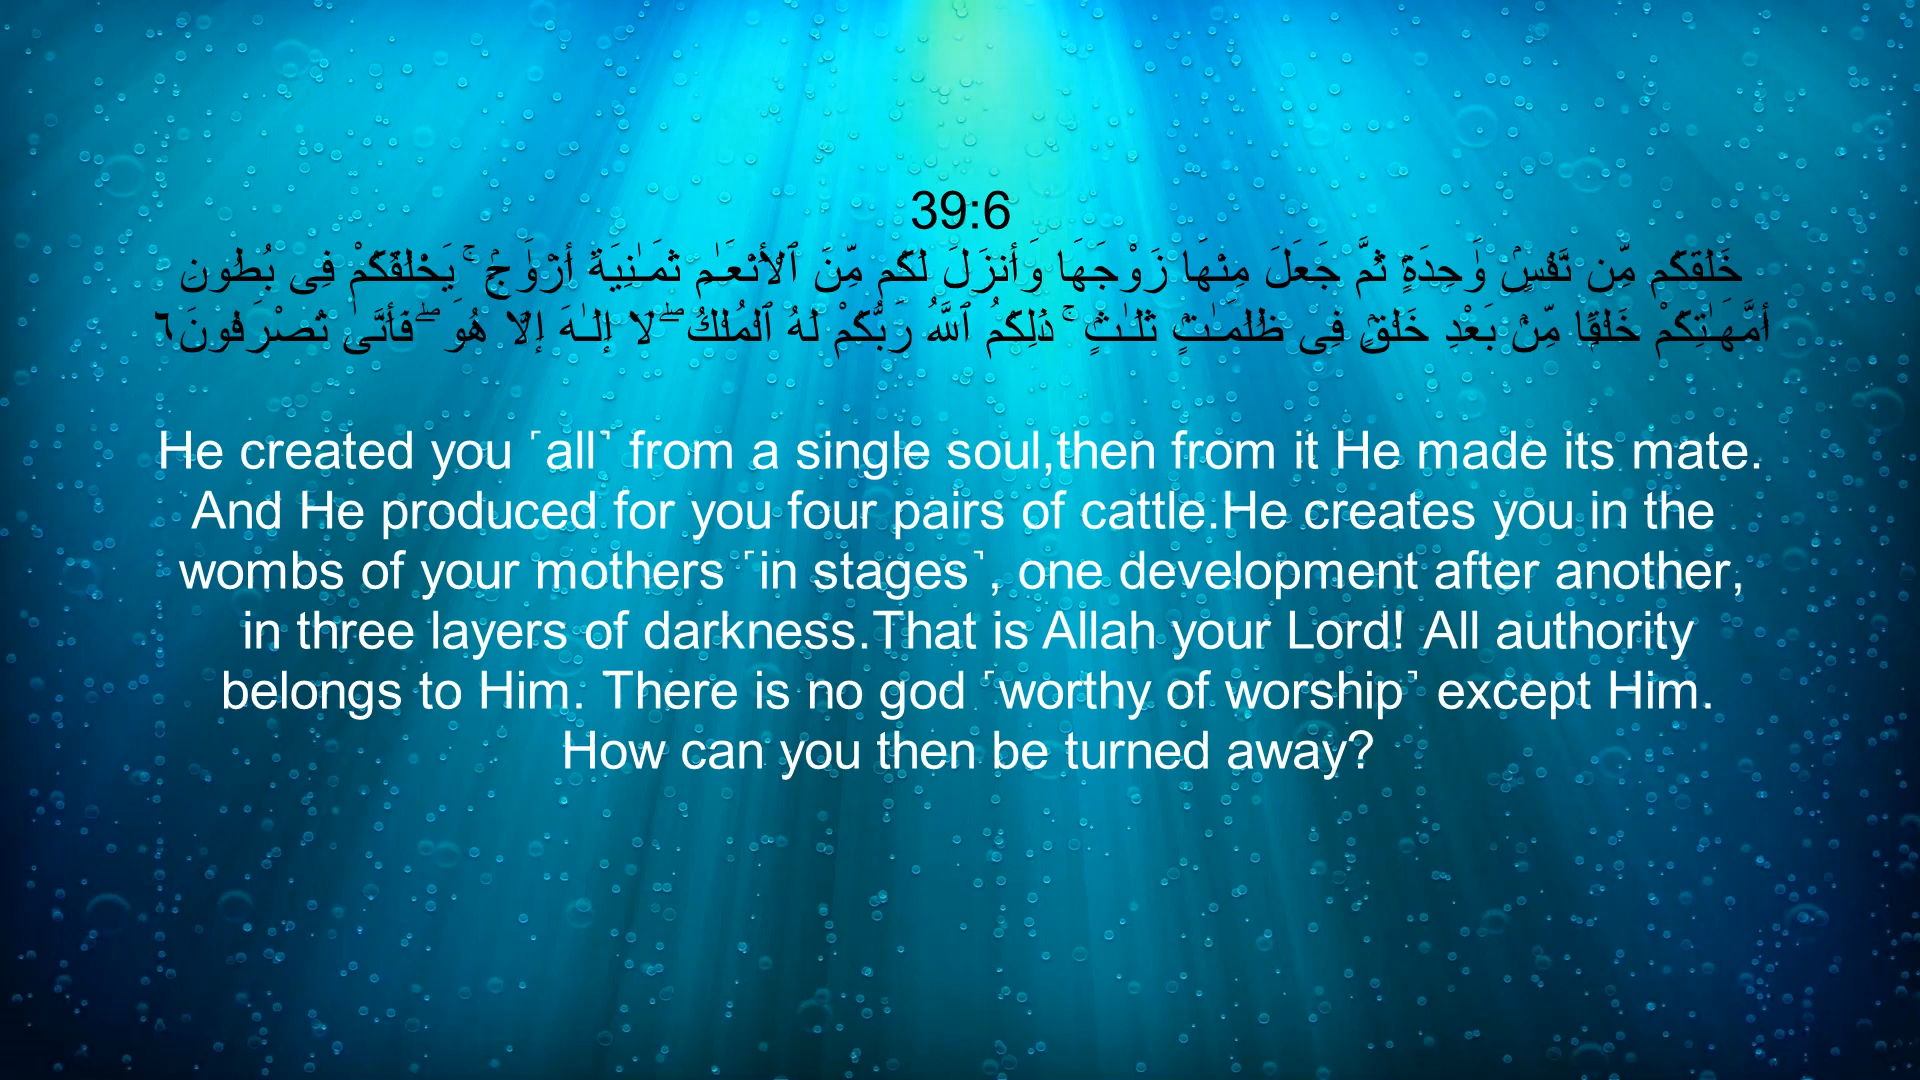 39:6
خَلَقَكُم مِّن نَّفْسٍۢ وَٰحِدَةٍۢ ثُمَّ جَعَلَ مِنْهَا زَوْجَهَا وَأَنزَلَ لَكُم مِّنَ ٱلْأَنْعَـٰمِ ثَمَـٰنِيَةَ أَزْوَٰجٍۢ ۚ يَخْلُقُكُمْ فِى بُطُونِ
أُمَّهَـٰتِكُمْ خَلْقًۭا مِّنۢ بَعْدِ خَلْقٍۢ فِى ظُلُمَـٰتٍۢ ثَلَـٰثٍۢ ۚ ذَٰلِكُمُ ٱللَّهُ رَبُّكُمْ لَهُ ٱلْمُلْكُ ۖ لَآ إِلَـٰهَ إِلَّا هُوَ ۖ فَأَنَّىٰ تُصْرَفُونَ ٦
He created you ˹all˺ from a single soul,then from it He made its mate.
And He produced for you four pairs of cattle.He creates you in the
wombs of your mothers ˹in stages˺, one development after another,
in three layers of darkness.That is Allah your Lord! All authority
belongs to Him. There is no god ˹worthy of worship˺ except Him.
How can you then be turned away?